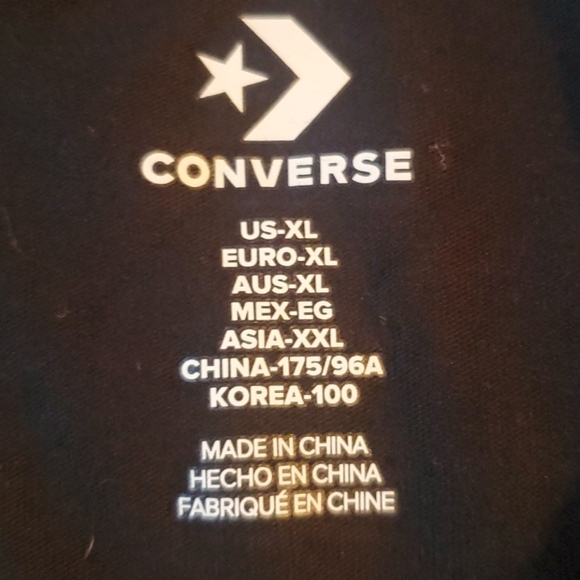 CONVERSE
US-XL
EURO-XL
AUS-XL
MEX-EG
ASIA-XXL
CHINA-175/96A
KOREA-100
MADE IN CHINA
HECHO EN CHINA
FABRIQUÉ EN CHINE